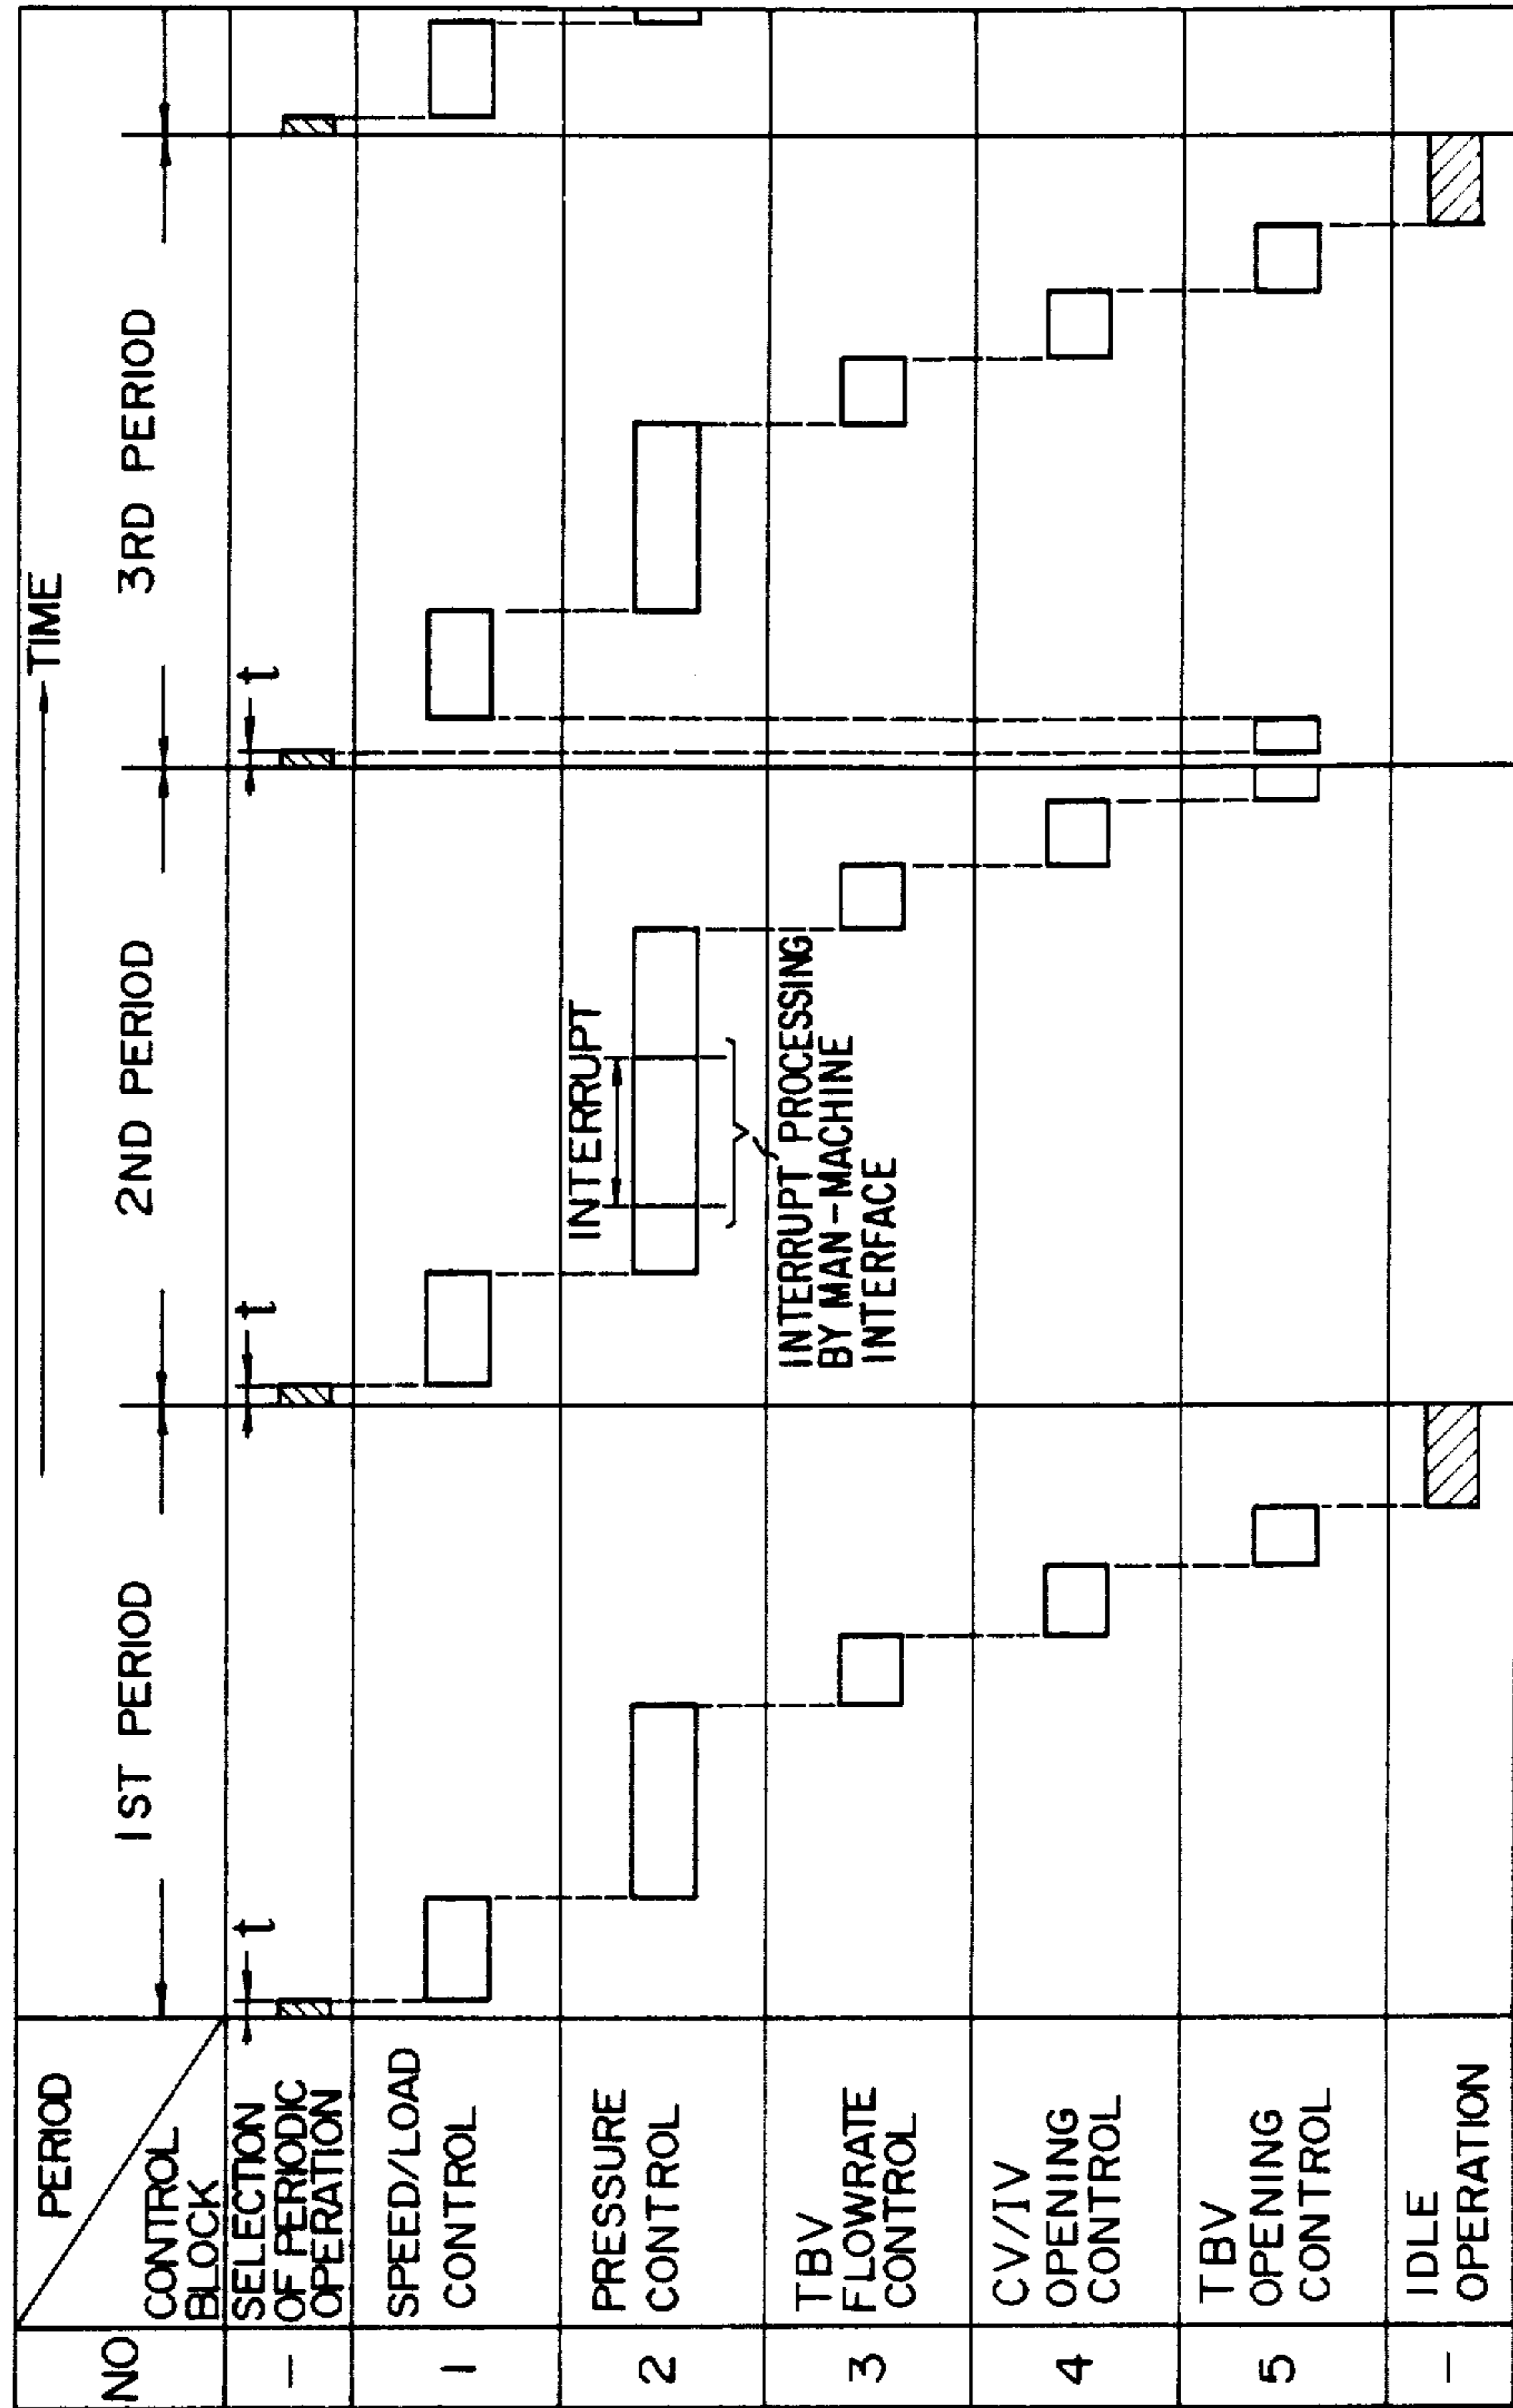 NO
PERIOD
CONTROL
BLOCK
TIME
1ST PERIOD
2ND PERIOD
3RD PERIOD
—
SELECTION
OF PERIODIC
OPERATION
t
t
t
1
SPEED/LOAD
CONTROL
2
PRESSURE
CONTROL
INTERRUPT
INTERRUPT PROCESSING
BY MAN-MACHINE
INTERFACE
3
TBV
FLOWRATE
CONTROL
4
CV/IV
OPENING
CONTROL
5
TBV
OPENING
CONTROL
—
IDLE
OPERATION